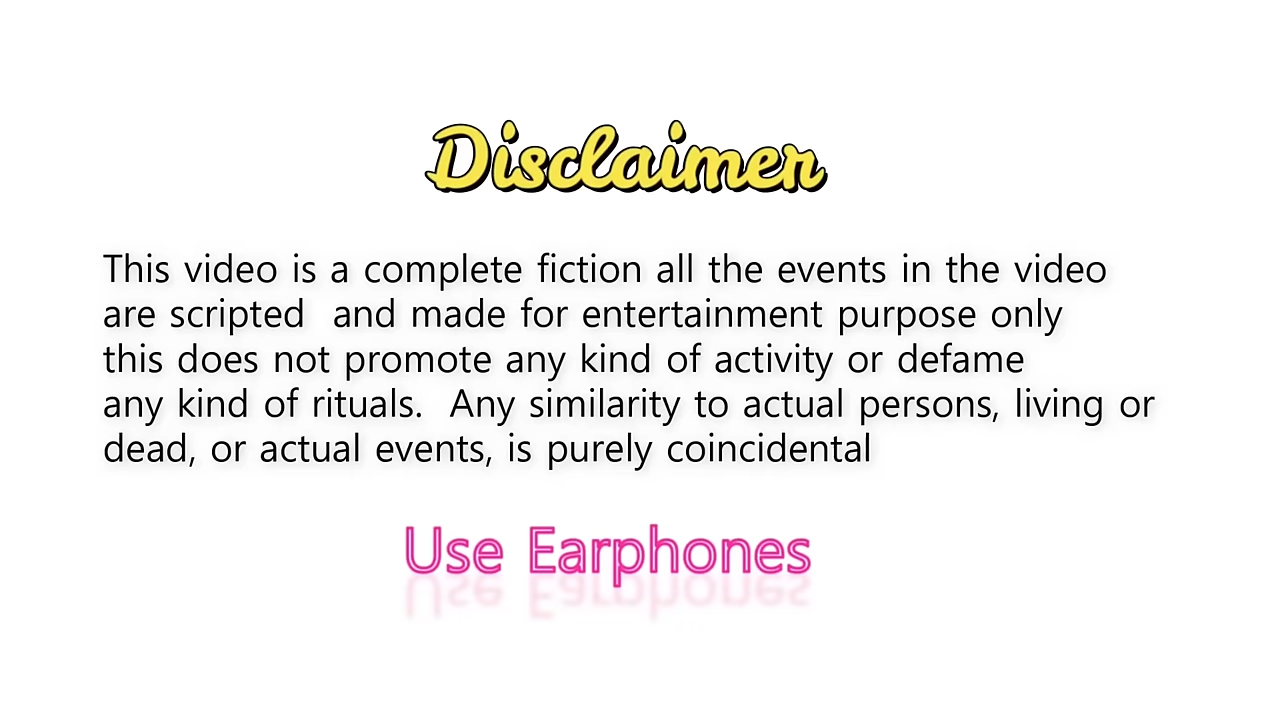 Disclaimer
This video is a complete fiction all the events in the video
are scripted  and made for entertainment purpose only
this does not promote any kind of activity or defame
any kind of rituals.  Any similarity to actual persons, living or
dead, or actual events, is purely coincidental
Use Earphones